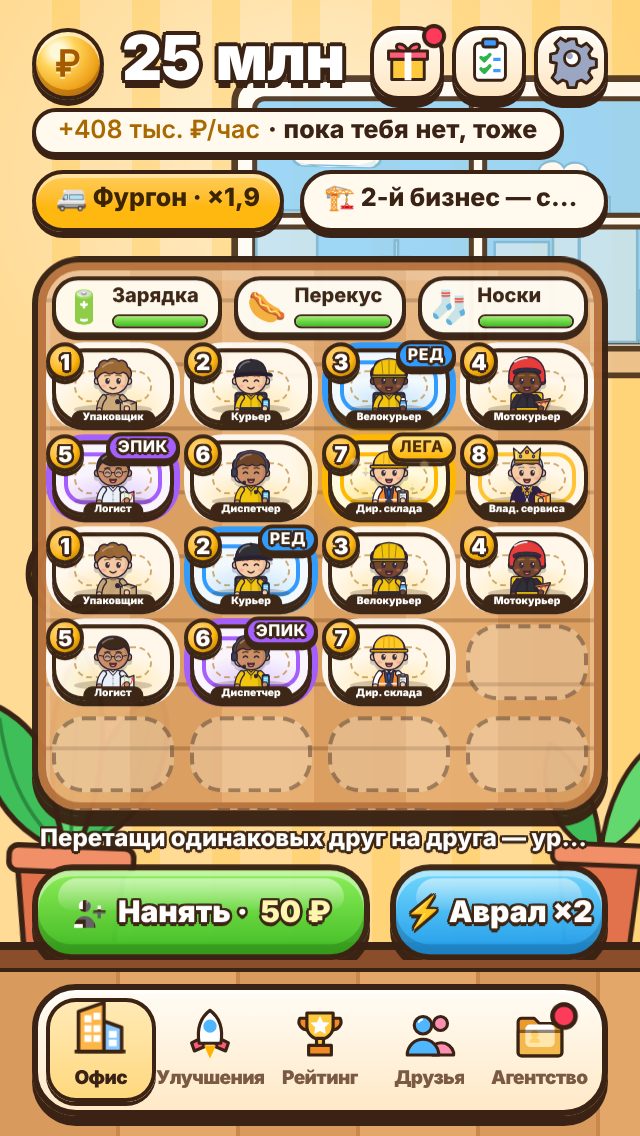 ₽ 25 млн
+408 тыс. ₽/час · пока тебя нет, тоже
Фургон · ×1,9
2-й бизнес — с...
Зарядка
Перекус
Носки
1 Упаковщик
2 Курьер
3 РЕД Велокурьер
4 Мотокурьер
5 ЭПИК Логист
6 Диспетчер
7 ЛЕГА Дир. склада
8 Влад. сервиса
1 Упаковщик
2 РЕД Курьер
3 Велокурьер
4 Мотокурьер
5 Логист
6 ЭПИК Диспетчер
7 Дир. склада
Перетащи одинаковых друг на друга — ур...
Нанять · 50 ₽
Аврал ×2
Офис
Улучшения
Рейтинг
Друзья
Агентство